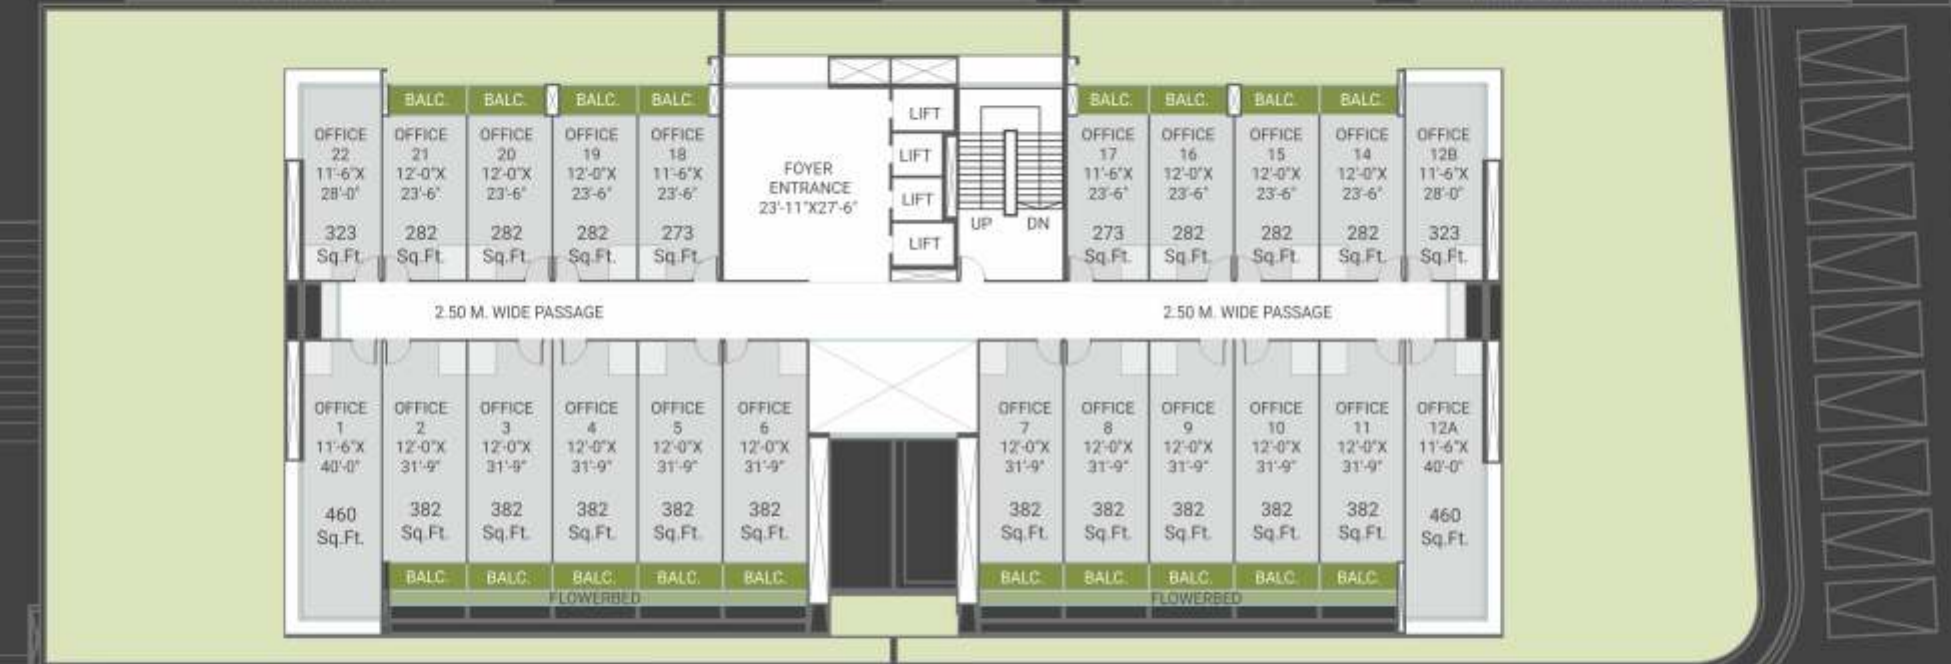 BALC.
BALC.
BALC.
BALC.
BALC.
BALC.
BALC.
BALC.
OFFICE
22
11'-6"X
28'-0"
323
Sq.Ft.
OFFICE
21
12'-0"X
23'-6"
282
Sq.Ft.
OFFICE
20
12'-0"X
23'-6"
282
Sq.Ft.
OFFICE
19
12'-0"X
23'-6"
282
Sq.Ft.
OFFICE
18
11'-6"X
23'-6"
273
Sq.Ft.
FOYER
ENTRANCE
23'-11"X27'-6"
LIFT
LIFT
LIFT
LIFT
UP
DN
OFFICE
17
11'-6"X
23'-6"
273
Sq.Ft.
OFFICE
16
12'-0"X
23'-6"
282
Sq.Ft.
OFFICE
15
12'-0"X
23'-6"
282
Sq.Ft.
OFFICE
14
12'-0"X
23'-6"
282
Sq.Ft.
OFFICE
12B
11'-6"X
28'-0"
323
Sq.Ft.
2.50 M. WIDE PASSAGE
2.50 M. WIDE PASSAGE
OFFICE
1
11'-6"X
40'-0"
460
Sq.Ft.
OFFICE
2
12'-0"X
31'-9"
382
Sq.Ft.
OFFICE
3
12'-0"X
31'-9"
382
Sq.Ft.
OFFICE
4
12'-0"X
31'-9"
382
Sq.Ft.
OFFICE
5
12'-0"X
31'-9"
382
Sq.Ft.
OFFICE
6
12'-0"X
31'-9"
382
Sq.Ft.
OFFICE
7
12'-0"X
31'-9"
382
Sq.Ft.
OFFICE
8
12'-0"X
31'-9"
382
Sq.Ft.
OFFICE
9
12'-0"X
31'-9"
382
Sq.Ft.
OFFICE
10
12'-0"X
31'-9"
382
Sq.Ft.
OFFICE
11
12'-0"X
31'-9"
382
Sq.Ft.
OFFICE
12A
11'-6"X
40'-0"
460
Sq.Ft.
BALC.
BALC.
BALC.
BALC.
BALC.
BALC.
BALC.
BALC.
BALC.
BALC.
FLOWERBED
FLOWERBED